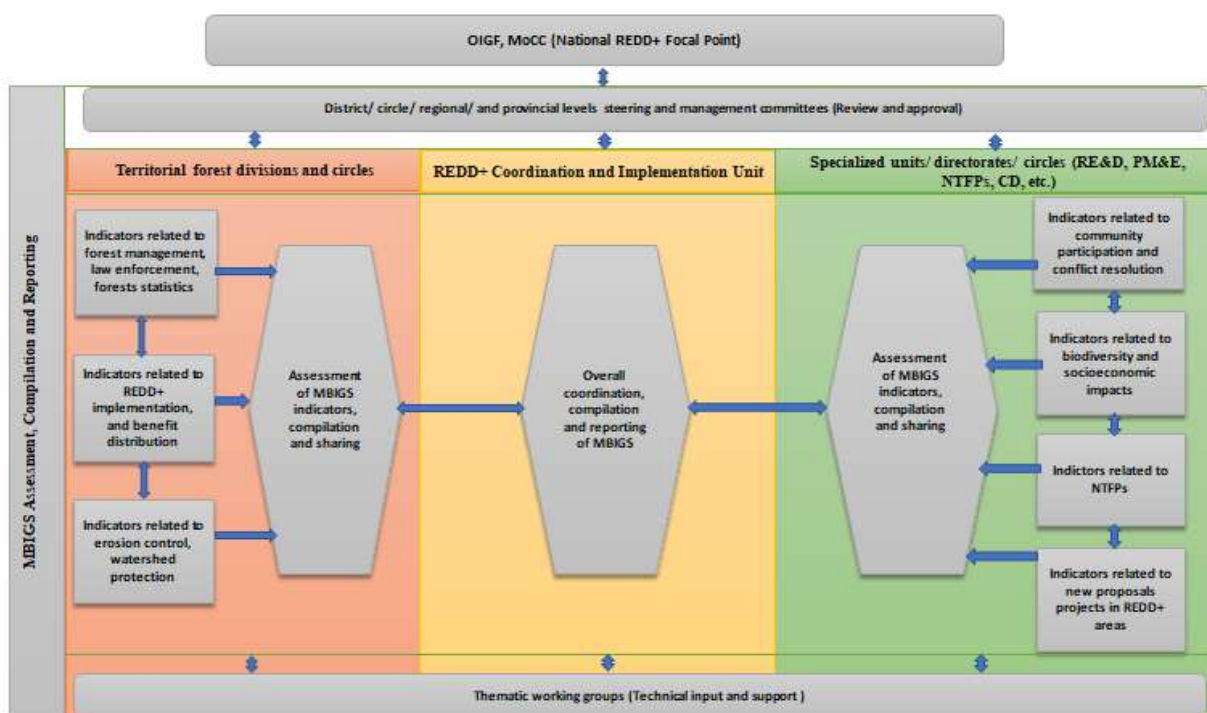 OIGF, MoCC (National REDD+ Focal Point)
District/ circle/ regional/ and provincial levels steering and management committees (Review and approval)
MBIGS Assessment, Compilation and Reporting
Territorial forest divisions and circles
Indicators related to
forest management,
law enforcement,
forests statistics
Indicators related to
REDD+
implementation,
and benefit
distribution
Indicators related to
erosion control,
watershed
protection
Assessment
of MBIGS
indicators,
compilation
and sharing
REDD+ Coordination and Implementation Unit
Overall
coordination,
compilation
and reporting
of MBIGS
Specialized units/ directorates/ circles (RE&D, PM&E,
NTFPs, CD, etc.)
Assessment
of MBIGS
indicators,
compilation
and sharing
Indicators related to
community
participation and
conflict resolution
Indicators related to
biodiversity and
socioeconomic
impacts
Indictors related to
NTFPs
Indicators related to
new proposals
projects in REDD+
areas
Thematic working groups (Technical input and support )